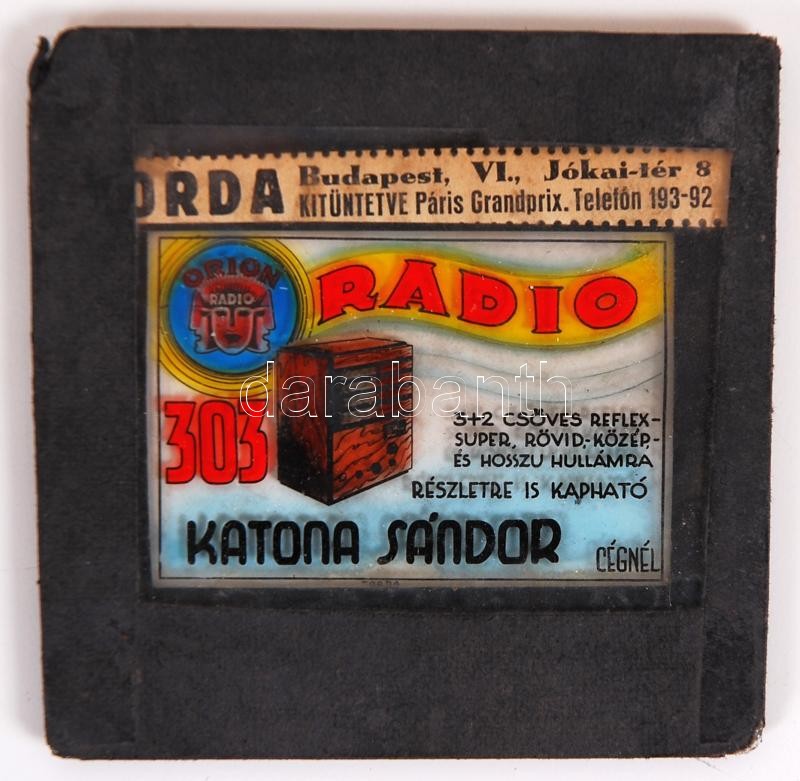 ORDA
Budapest, VI., Jókai-tér 8
KITÜNTETVE Páris Grandprix. Telefón 193-92
ORION
RADIO
RADIO
303
3+2 CSÖVES REFLEX-
SUPER, RÖVID,-KÖZÉP,-
ÉS HOSSZU HULLÁMRA
RÉSZLETRE IS KAPHATÓ
KATONA SÁNDOR CÉGNÉL
darabanth